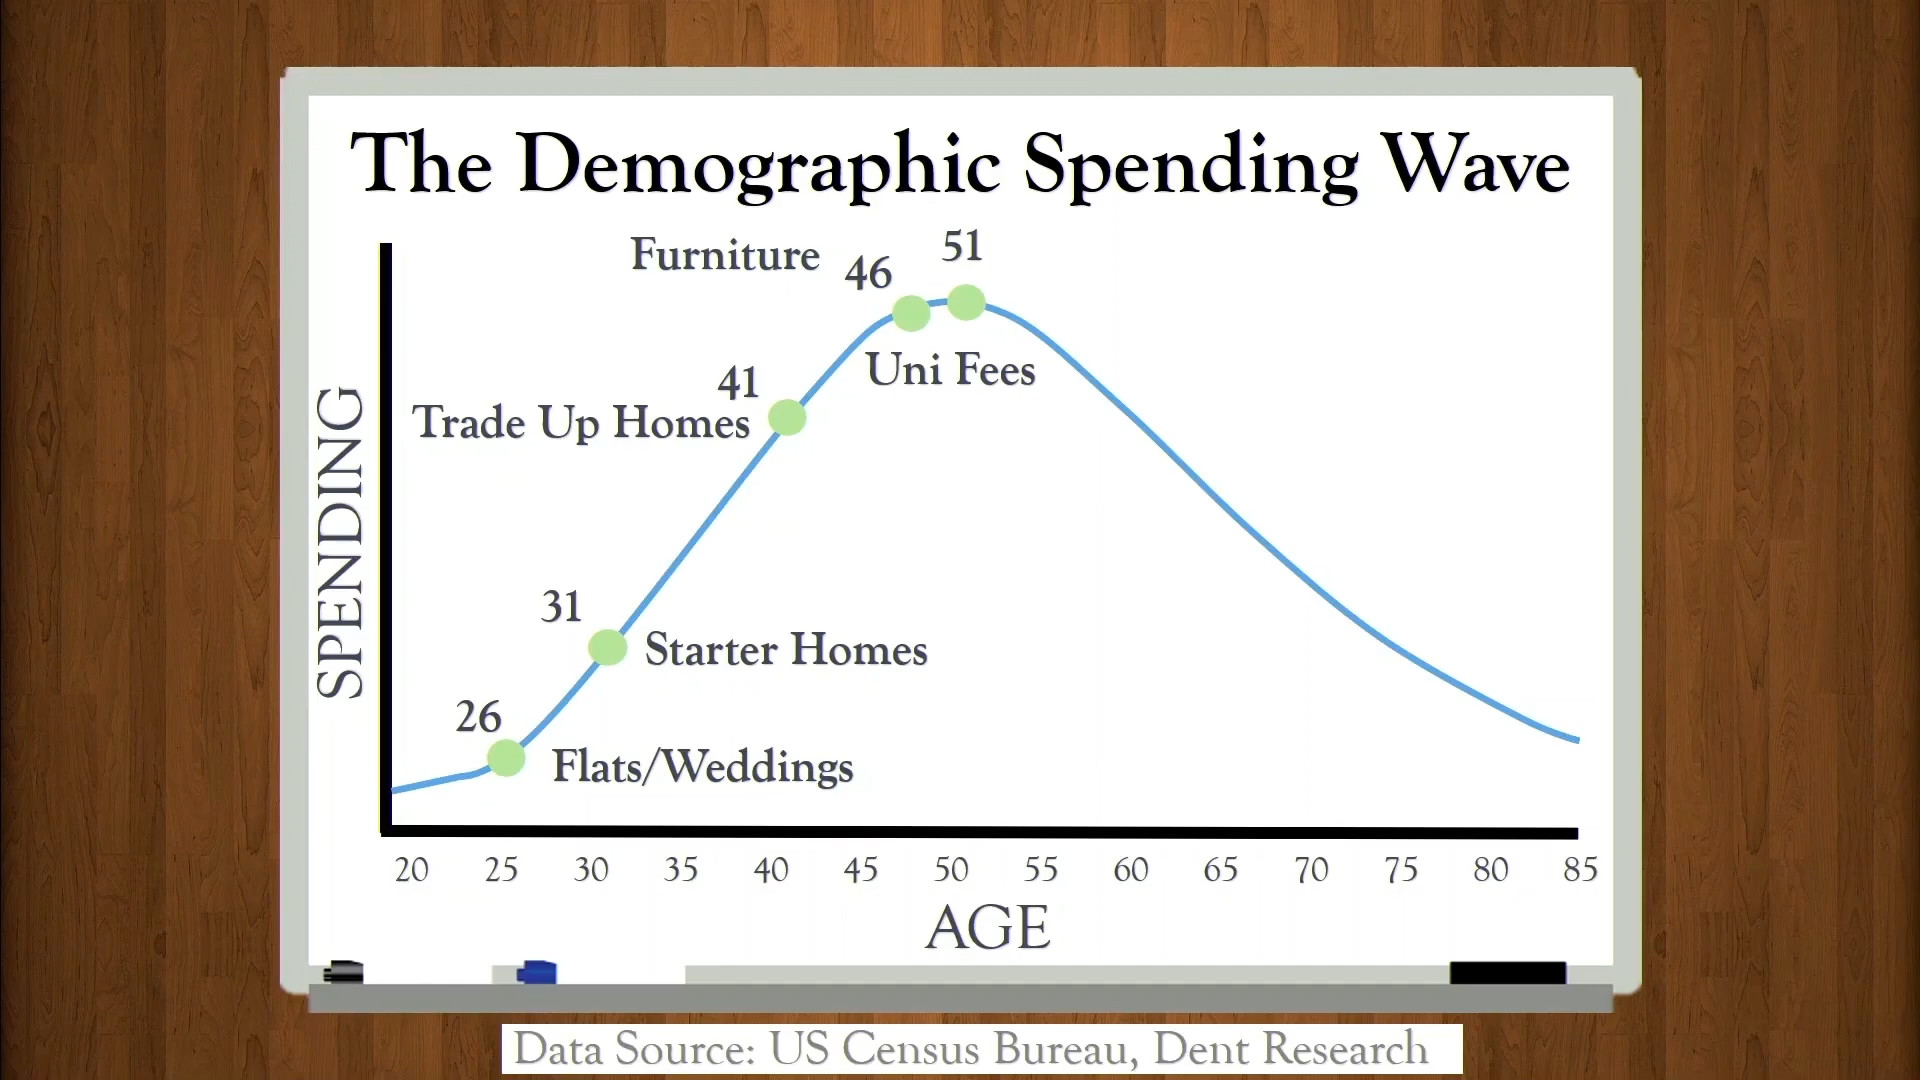 The Demographic Spending Wave
51
Furniture
46
Uni Fees
41
Trade Up Homes
31
Starter Homes
26
Flats/Weddings
SPENDING
20 25 30 35 40 45 50 55 60 65 70 75 80 85
AGE
Data Source: US Census Bureau, Dent Research